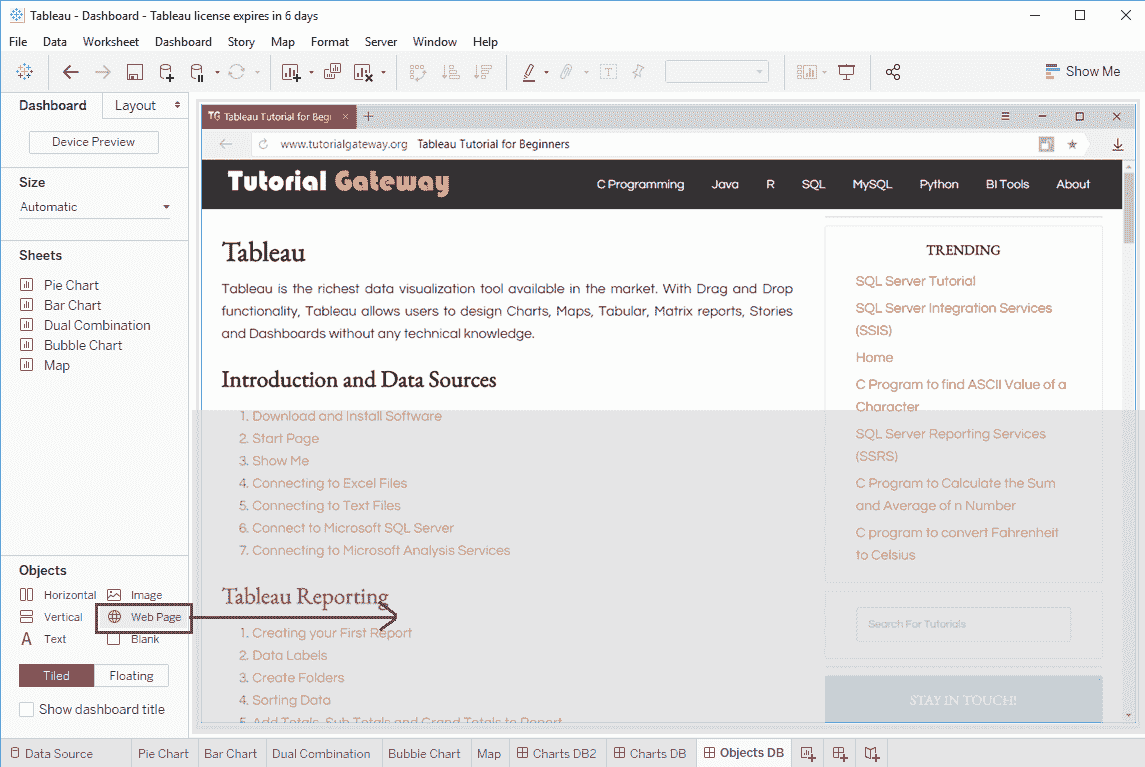 Tableau - Dashboard - Tableau license expires in 6 days
File Data Worksheet Dashboard Story Map Format Server Window Help
Show Me
Dashboard Layout
Device Preview
Size
Automatic
Sheets
Pie Chart
Bar Chart
Dual Combination
Bubble Chart
Map
Objects
Horizontal Image
Vertical Web Page
Text Blank
Tiled Floating
Show dashboard title
TG Tableau Tutorial for Begi
www.tutorialgateway.org Tableau Tutorial for Beginners
Tutorial Gateway
C Programming Java R SQL MySQL Python BI Tools About
Tableau
Tableau is the richest data visualization tool available in the market. With Drag and Drop
functionality, Tableau allows users to design Charts, Maps, Tabular, Matrix reports, Stories
and Dashboards without any technical knowledge.
Introduction and Data Sources
1. Download and Install Software
2. Start Page
3. Show Me
4. Connecting to Excel Files
5. Connecting to Text Files
6. Connect to Microsoft SQL Server
7. Connecting to Microsoft Analysis Services
Tableau Reporting
1. Creating your First Report
2. Data Labels
3. Create Folders
4. Sorting Data
5. Add Totals, Sub Totals and Grand Totals to Report
TRENDING
SQL Server Tutorial
SQL Server Integration Services
(SSIS)
Home
C Program to find ASCII Value of a
Character
SQL Server Reporting Services
(SSRS)
C Program to Calculate the Sum
and Average of n Number
C program to convert Fahrenheit
to Celsius
Search For Tutorials
STAY IN TOUCH!
Data Source Pie Chart Bar Chart Dual Combination Bubble Chart Map Charts DB2 Charts DB Objects DB